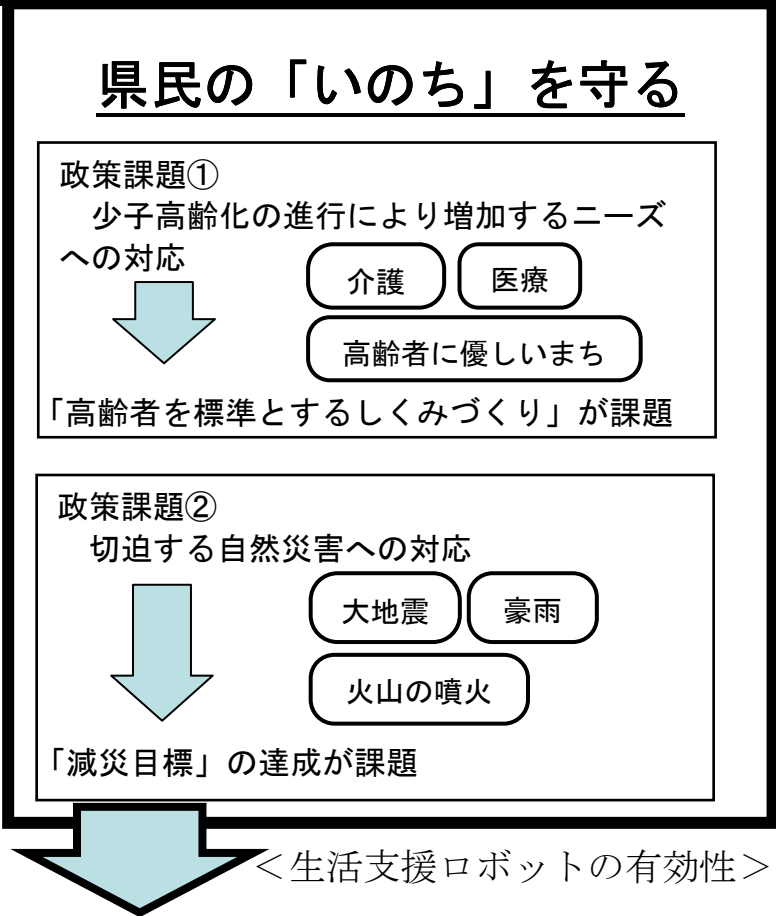 県民の「いのち」を守る
政策課題①
少子高齢化の進行により増加するニーズ
への対応
介護 医療
高齢者に優しいまち
「高齢者を標準とするしくみづくり」が課題
政策課題②
切迫する自然災害への対応
大地震 豪雨
火山の噴火
「減災目標」の達成が課題
＜生活支援ロボットの有効性＞